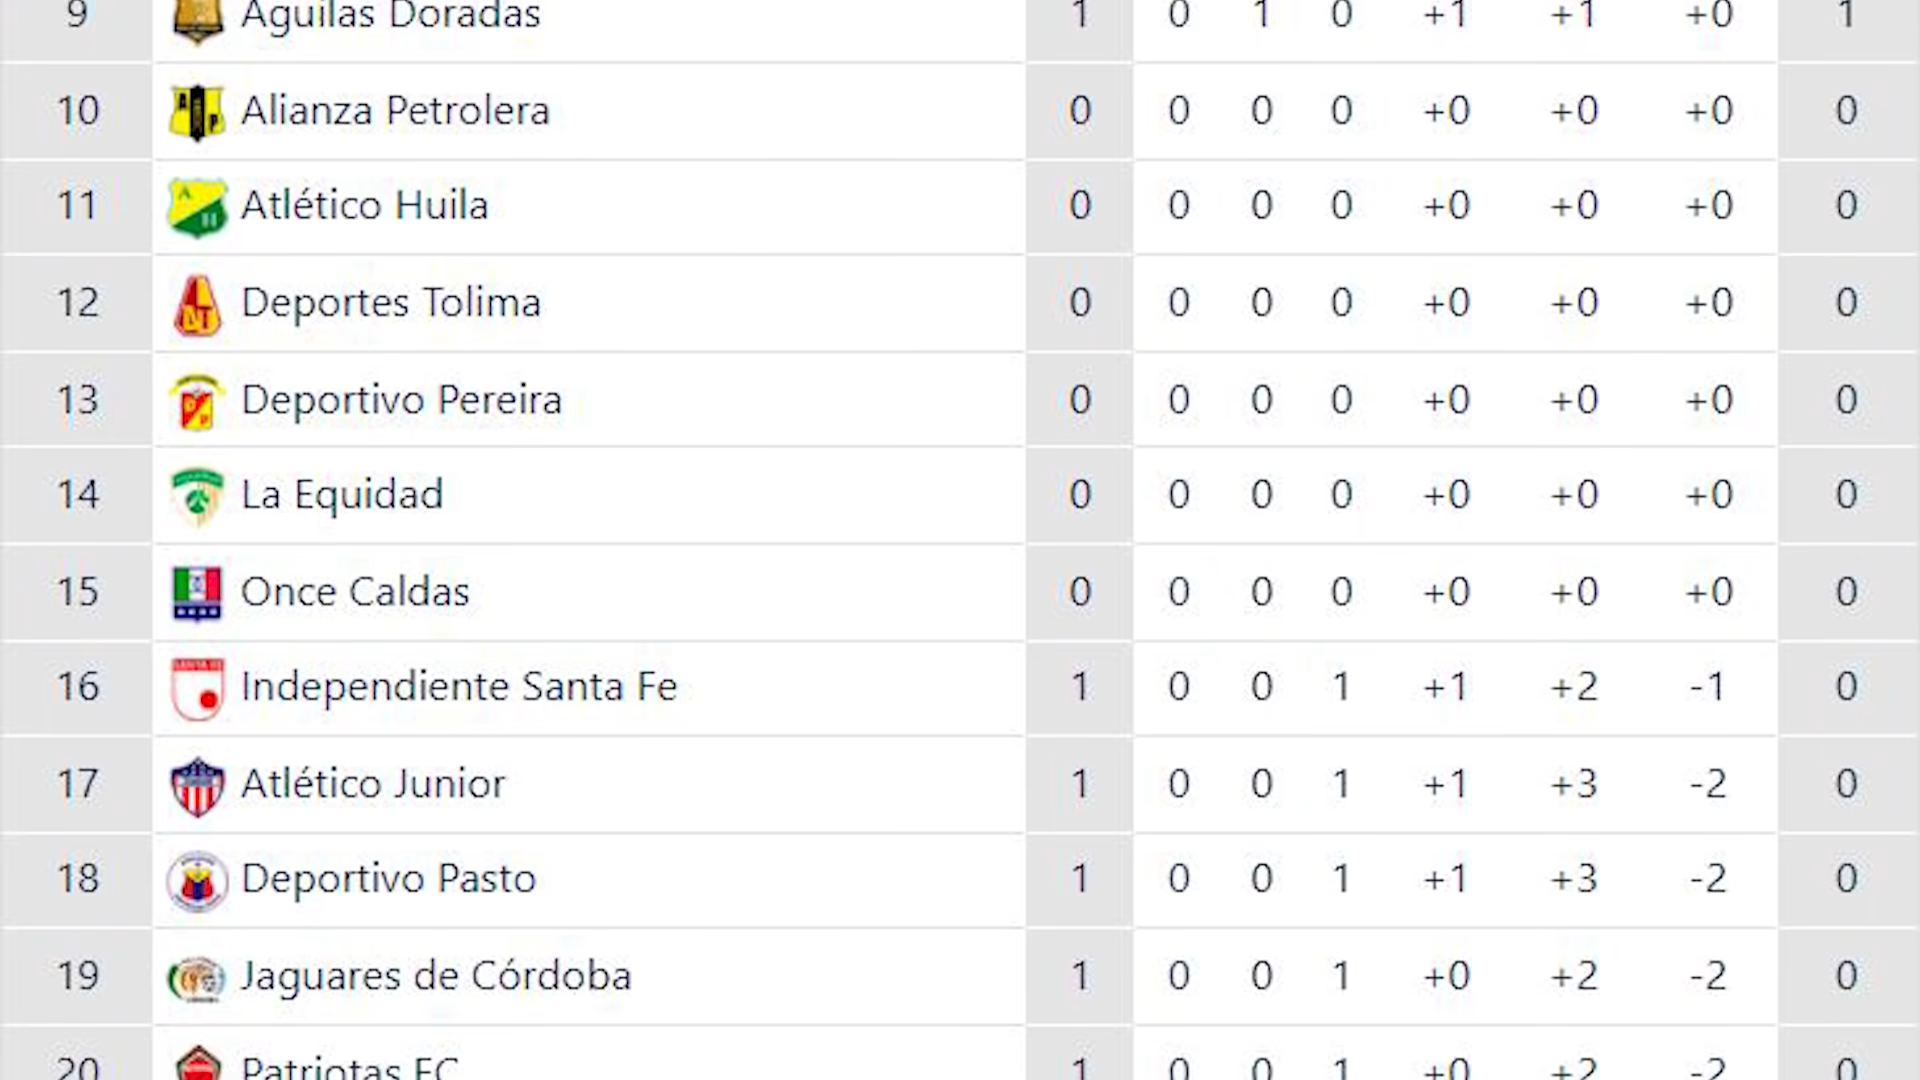 9 Águilas Doradas 1 0 1 0 +1 +1 +0 1
10 Alianza Petrolera 0 0 0 0 +0 +0 +0 0
11 Atlético Huila 0 0 0 0 +0 +0 +0 0
12 Deportes Tolima 0 0 0 0 +0 +0 +0 0
13 Deportivo Pereira 0 0 0 0 +0 +0 +0 0
14 La Equidad 0 0 0 0 +0 +0 +0 0
15 Once Caldas 0 0 0 0 +0 +0 +0 0
16 Independiente Santa Fe 1 0 0 1 +1 +2 -1 0
17 Atlético Junior 1 0 0 1 +1 +3 -2 0
18 Deportivo Pasto 1 0 0 1 +1 +3 -2 0
19 Jaguares de Córdoba 1 0 0 1 +0 +2 -2 0
20 Patriotas FC 1 0 0 1 +0 +2 -2 0